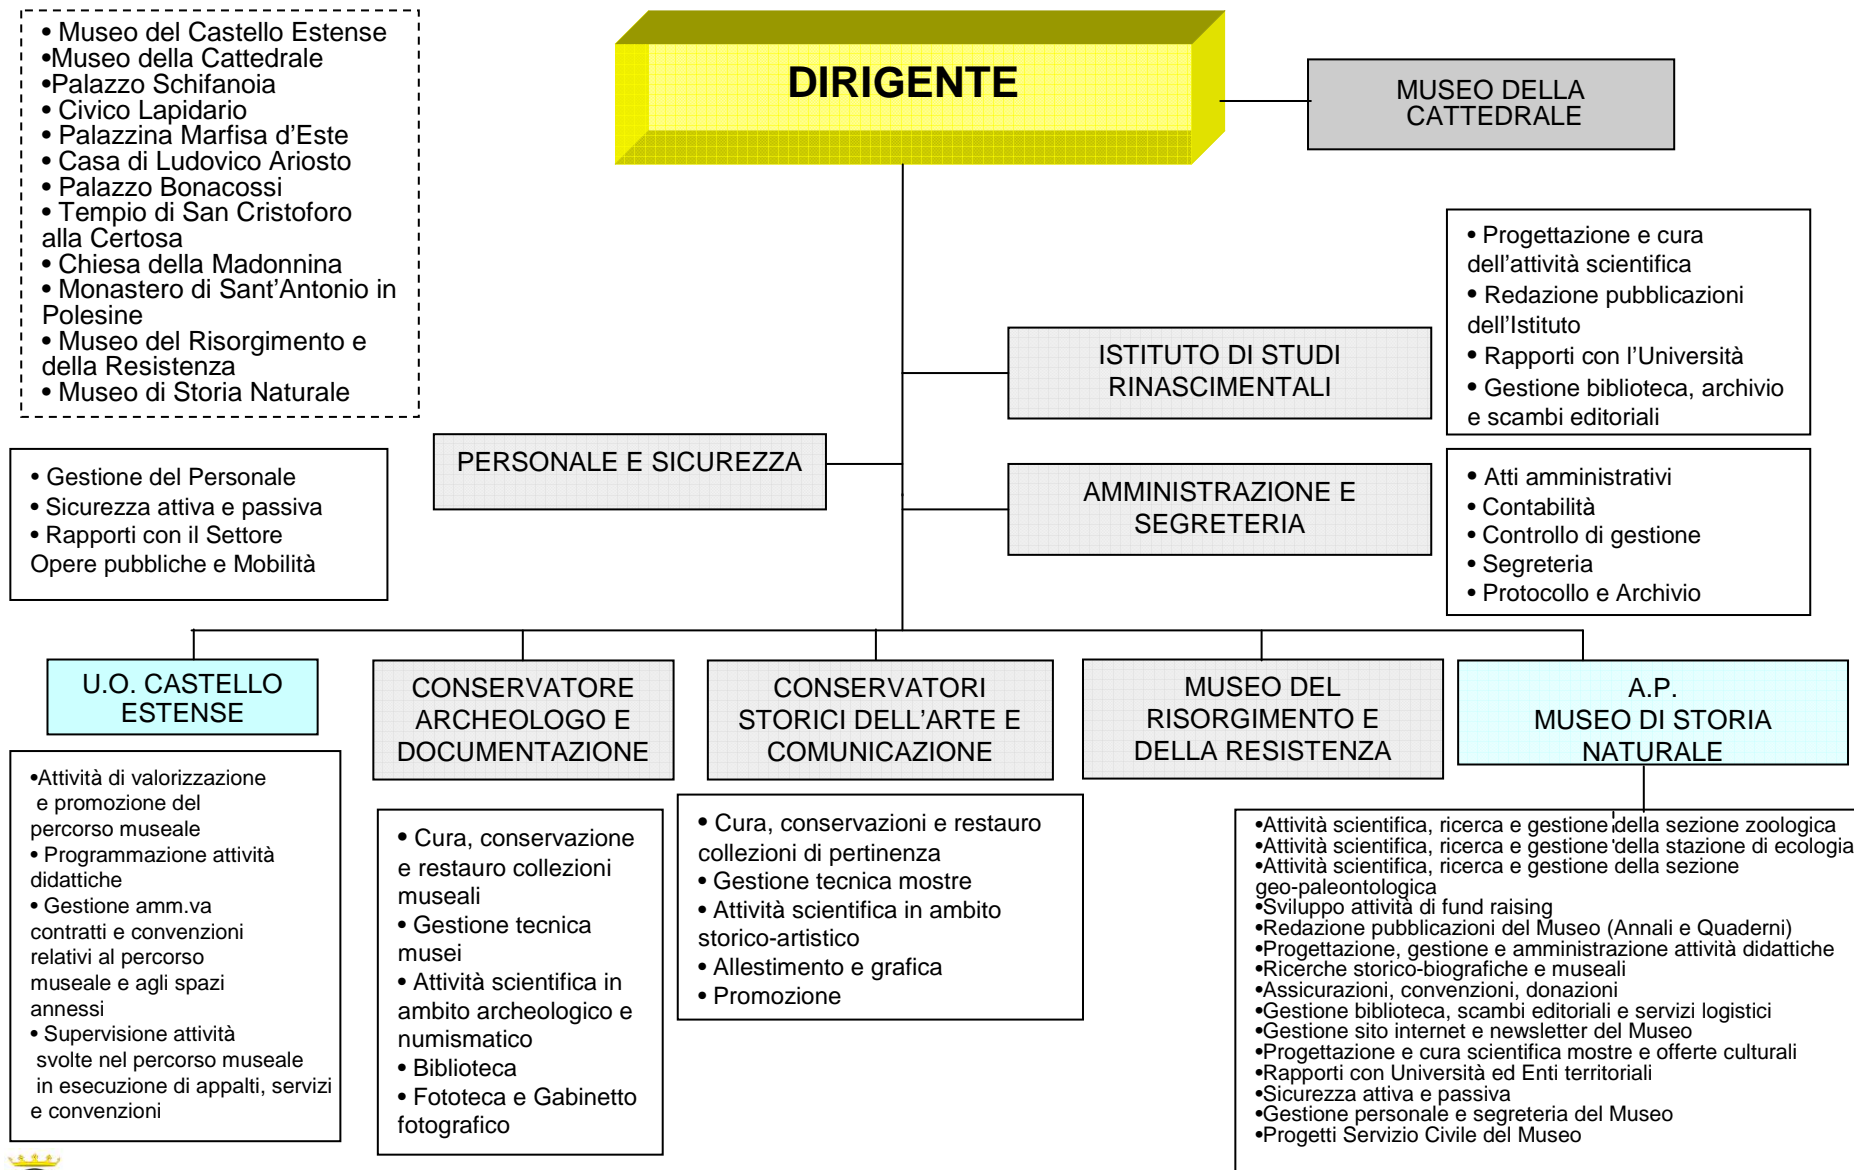 • Museo del Castello Estense
•Museo della Cattedrale
•Palazzo Schifanoia
• Civico Lapidario
• Palazzina Marfisa d’Este
• Casa di Ludovico Ariosto
• Palazzo Bonacossi
• Tempio di San Cristoforo
alla Certosa
• Chiesa della Madonnina
• Monastero di Sant’Antonio in
Polesine
• Museo del Risorgimento e
della Resistenza
• Museo di Storia Naturale
DIRIGENTE
MUSEO DELLA
CATTEDRALE
ISTITUTO DI STUDI
RINASCIMENTALI
• Progettazione e cura
dell’attività scientifica
• Redazione pubblicazioni
dell’Istituto
• Rapporti con l’Università
• Gestione biblioteca, archivio
e scambi editoriali
PERSONALE E SICUREZZA
• Gestione del Personale
• Sicurezza attiva e passiva
• Rapporti con il Settore
Opere pubbliche e Mobilità
AMMINISTRAZIONE E
SEGRETERIA
• Atti amministrativi
• Contabilità
• Controllo di gestione
• Segreteria
• Protocollo e Archivio
U.O. CASTELLO
ESTENSE
•Attività di valorizzazione
e promozione del
percorso museale
• Programmazione attività
didattiche
• Gestione amm.va
contratti e convenzioni
relativi al percorso
museale e agli spazi
annessi
• Supervisione attività
svolte nel percorso museale
in esecuzione di appalti, servizi
e convenzioni
CONSERVATORE
ARCHEOLOGO E
DOCUMENTAZIONE
• Cura, conservazione
e restauro collezioni
museali
• Gestione tecnica
musei
• Attività scientifica in
ambito archeologico e
numismatico
• Biblioteca
• Fototeca e Gabinetto
fotografico
CONSERVATORI
STORICI DELL’ARTE E
COMUNICAZIONE
• Cura, conservazioni e restauro
collezioni di pertinenza
• Gestione tecnica mostre
• Attività scientifica in ambito
storico-artistico
• Allestimento e grafica
• Promozione
MUSEO DEL
RISORGIMENTO E
DELLA RESISTENZA
A.P.
MUSEO DI STORIA
NATURALE
•Attività scientifica, ricerca e gestione della sezione zoologica
•Attività scientifica, ricerca e gestione della stazione di ecologia
•Attività scientifica, ricerca e gestione della sezione
geo-paleontologica
•Sviluppo attività di fund raising
•Redazione pubblicazioni del Museo (Annali e Quaderni)
•Progettazione, gestione e amministrazione attività didattiche
•Ricerche storico-biografiche e museali
•Assicurazioni, convenzioni, donazioni
•Gestione biblioteca, scambi editoriali e servizi logistici
•Gestione sito internet e newsletter del Museo
•Progettazione e cura scientifica mostre e offerte culturali
•Rapporti con Università ed Enti territoriali
•Sicurezza attiva e passiva
•Gestione personale e segreteria del Museo
•Progetti Servizio Civile del Museo